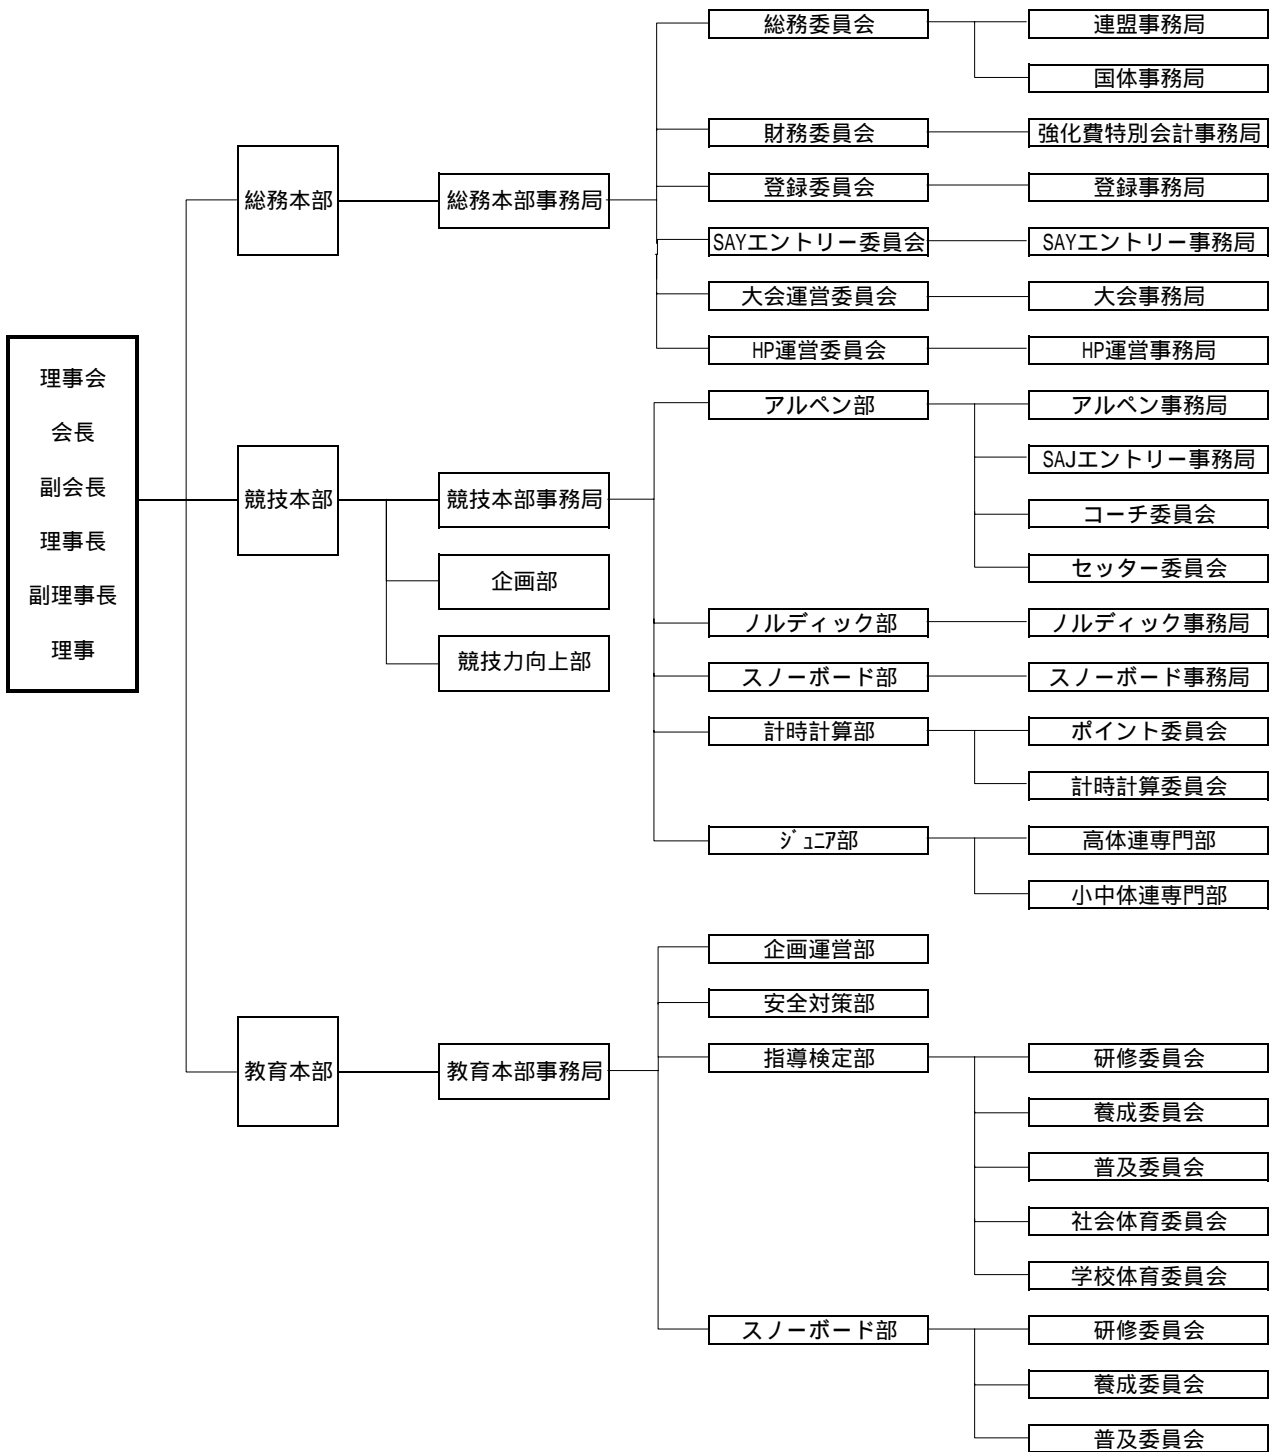 理事会
会長
副会長
理事長
副理事長
理事
総務本部
総務本部事務局
総務委員会
連盟事務局
国体事務局
財務委員会
強化費特別会計事務局
登録委員会
登録事務局
SAYエントリー委員会
SAYエントリー事務局
大会運営委員会
大会事務局
HP運営委員会
HP運営事務局
競技本部
競技本部事務局
企画部
競技力向上部
アルペン部
アルペン事務局
SAJエントリー事務局
コーチ委員会
セッター委員会
ノルディック部
ノルディック事務局
スノーボード部
スノーボード事務局
計時計算部
ポイント委員会
計時計算委員会
ジュニア部
高体連専門部
小中体連専門部
教育本部
教育本部事務局
企画運営部
安全対策部
指導検定部
研修委員会
養成委員会
普及委員会
社会体育委員会
学校体育委員会
スノーボード部
研修委員会
養成委員会
普及委員会